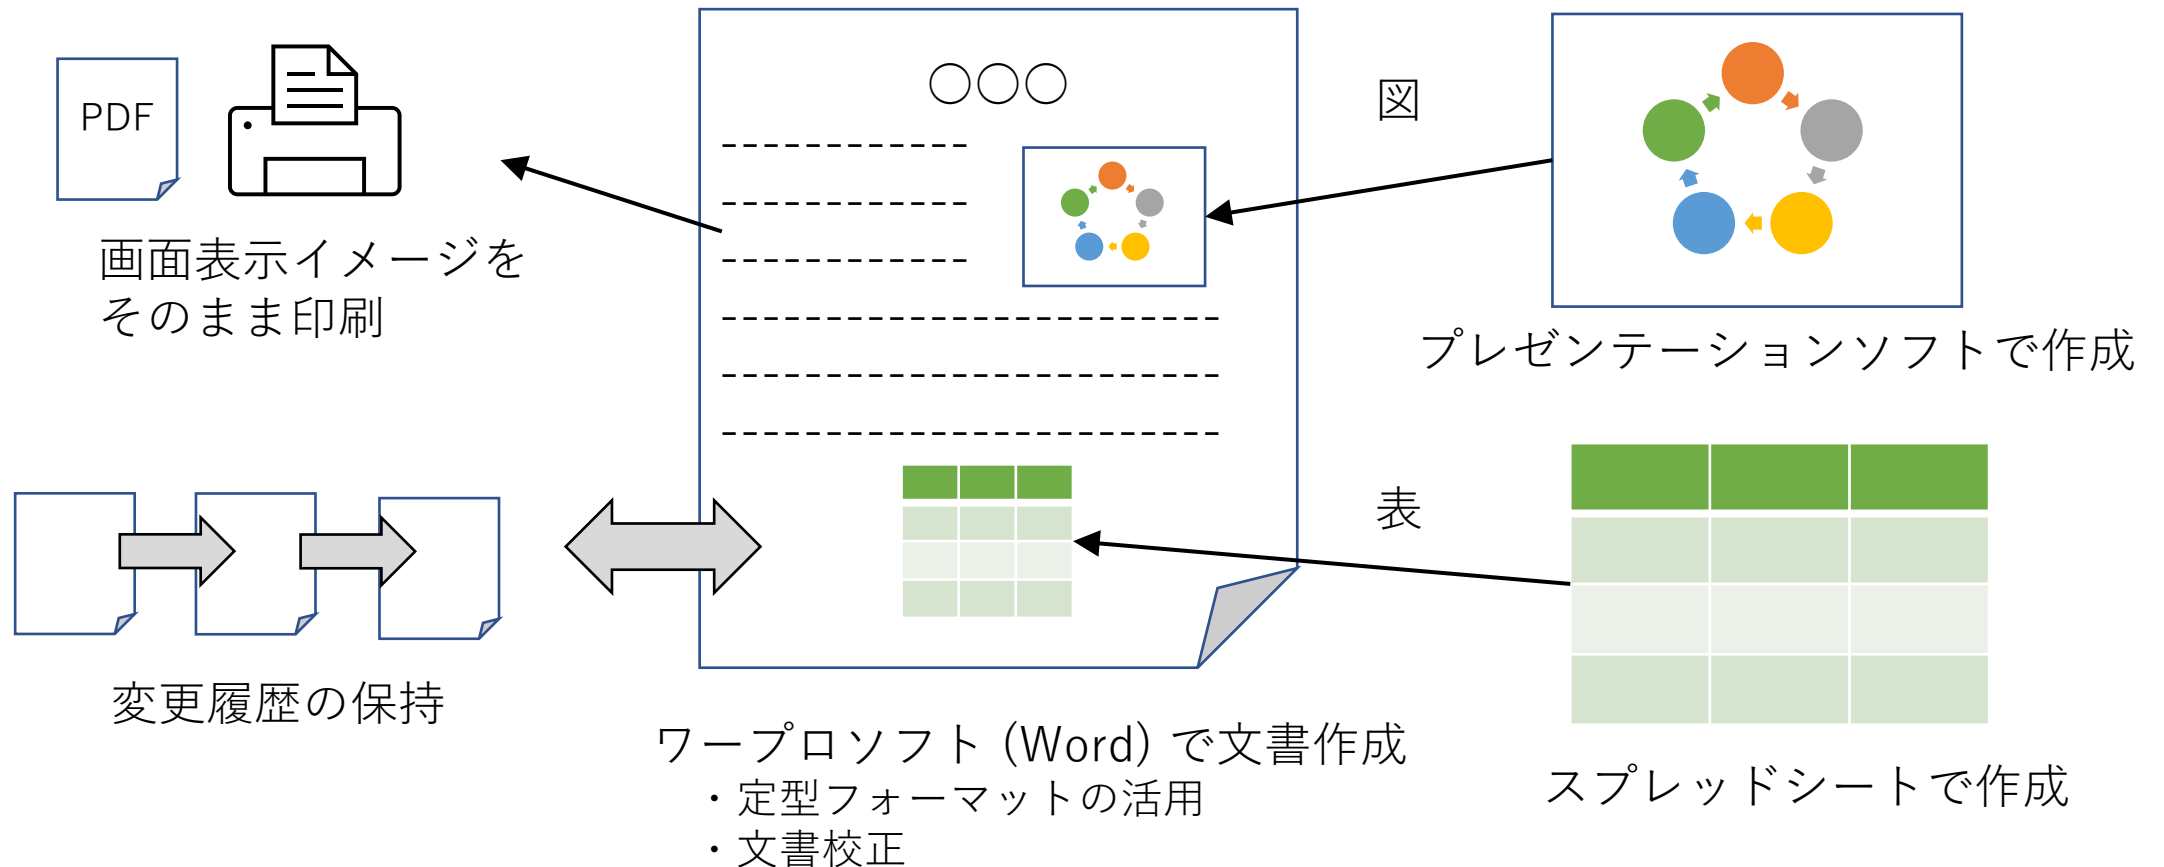 PDF
画面表示イメージを
そのまま印刷
変更履歴の保持
○○○
図
表
プレゼンテーションソフトで作成
スプレッドシートで作成
ワープロソフト (Word) で文書作成
・定型フォーマットの活用
・文書校正